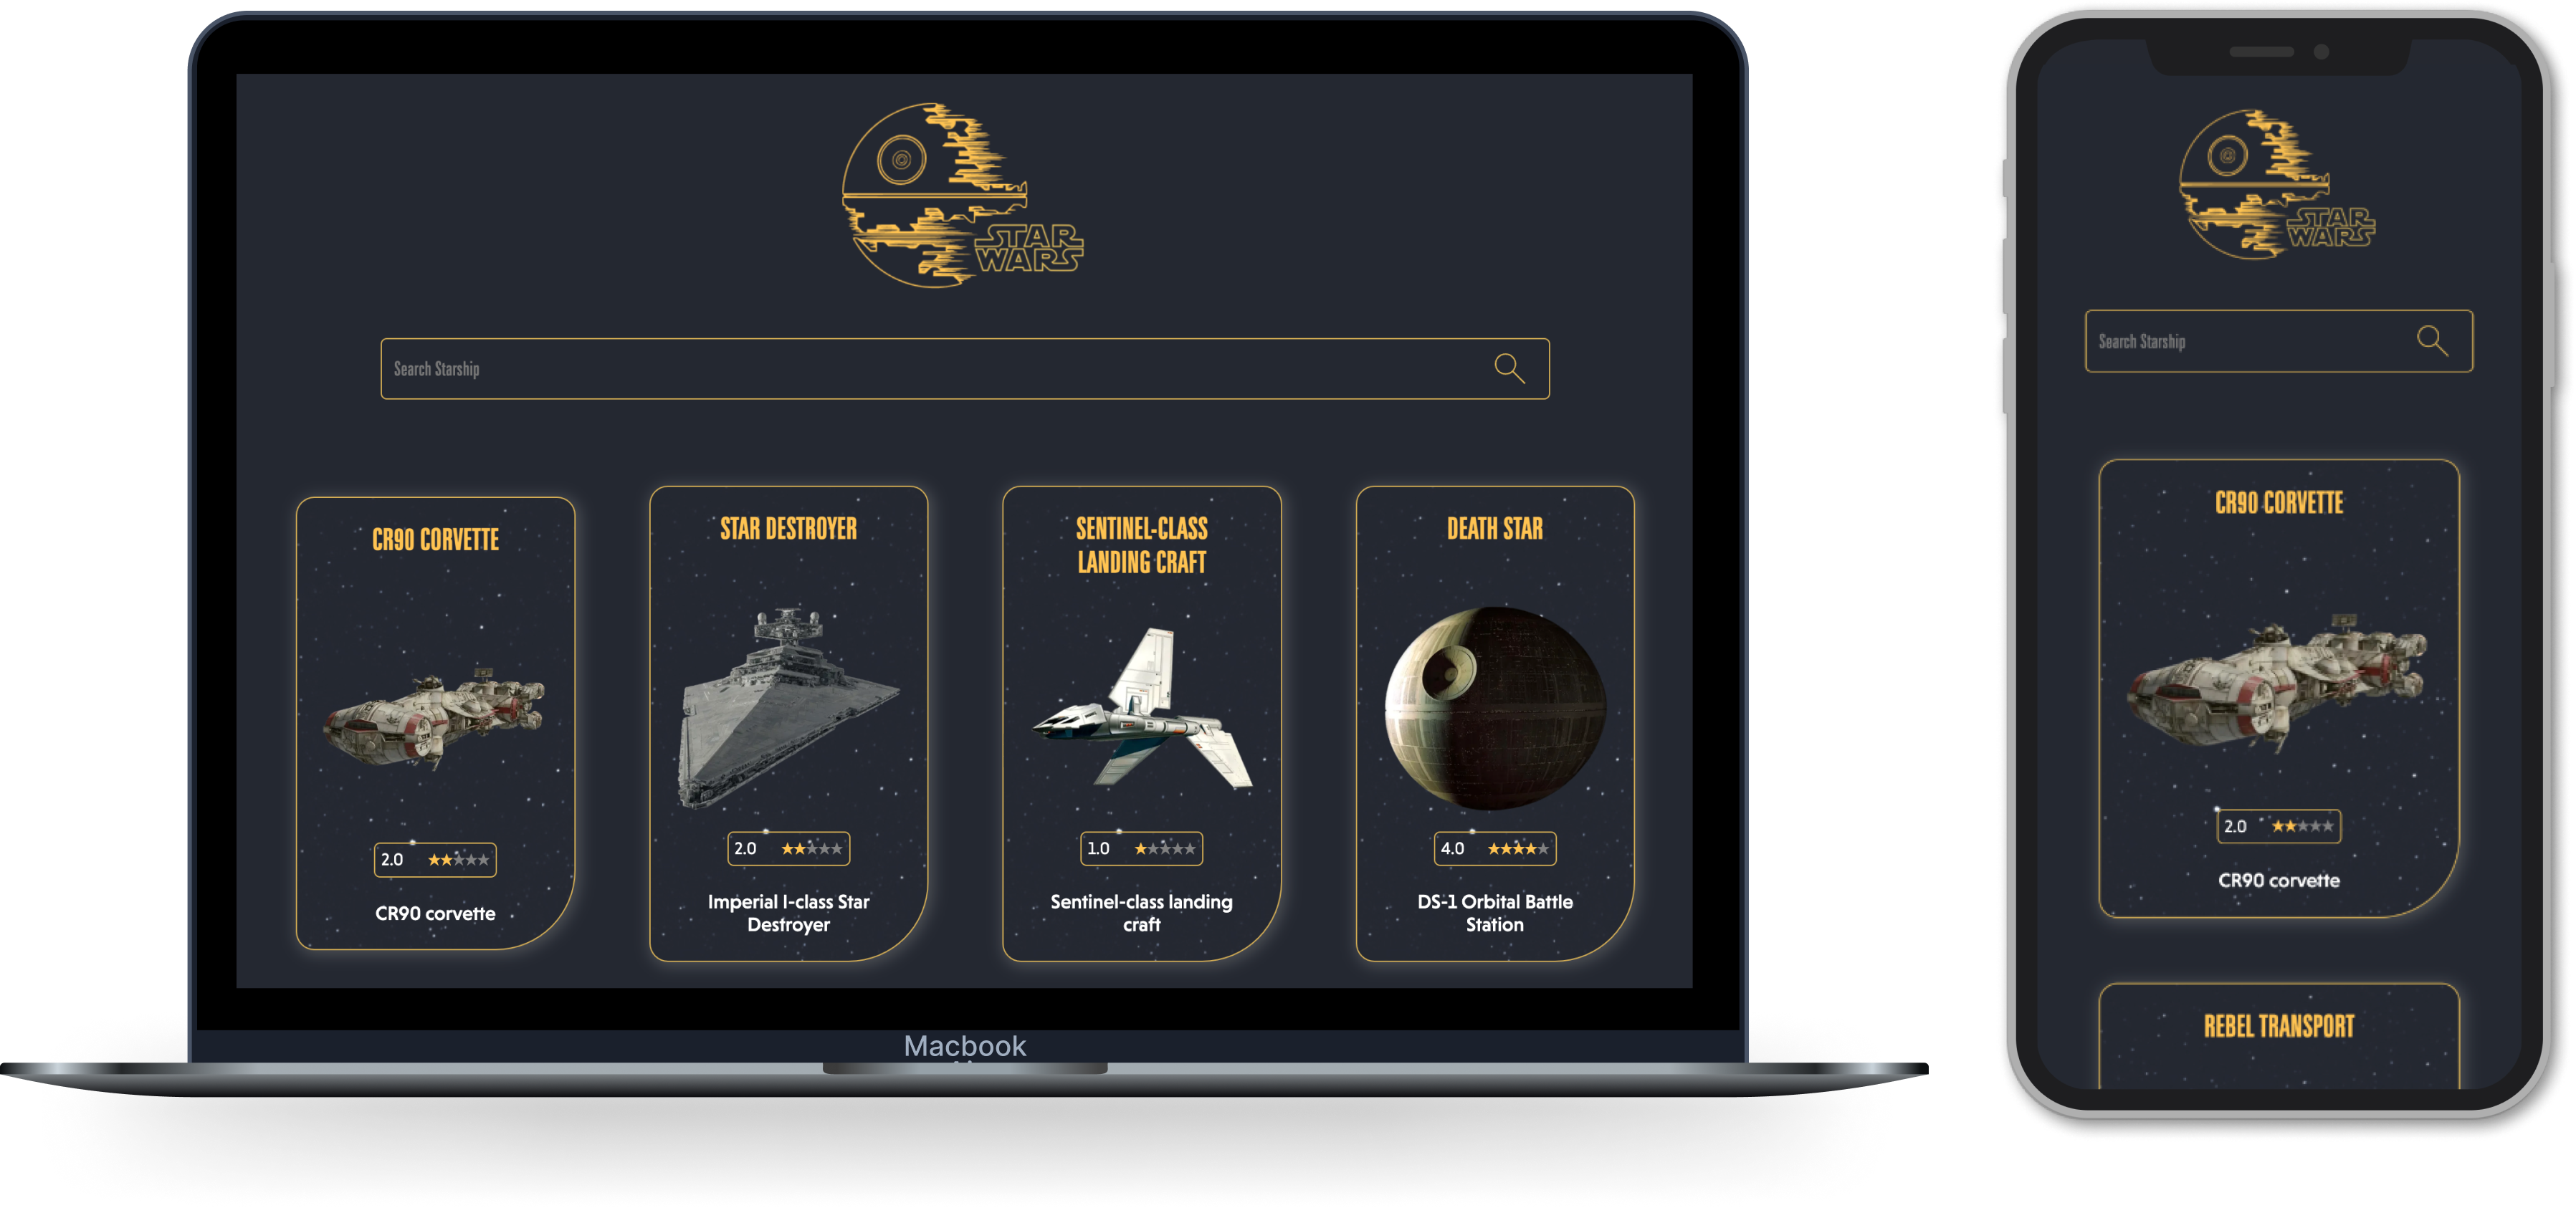 STAR
WARS
Search Starship
CR90 CORVETTE
2.0
CR90 corvette
STAR DESTROYER
2.0
Imperial I-class Star
Destroyer
SENTINEL-CLASS
LANDING CRAFT
1.0
Sentinel-class landing
craft
DEATH STAR
4.0
DS-1 Orbital Battle
Station
Macbook
STAR
WARS
Search Starship
CR90 CORVETTE
2.0
CR90 corvette
REBEL TRANSPORT